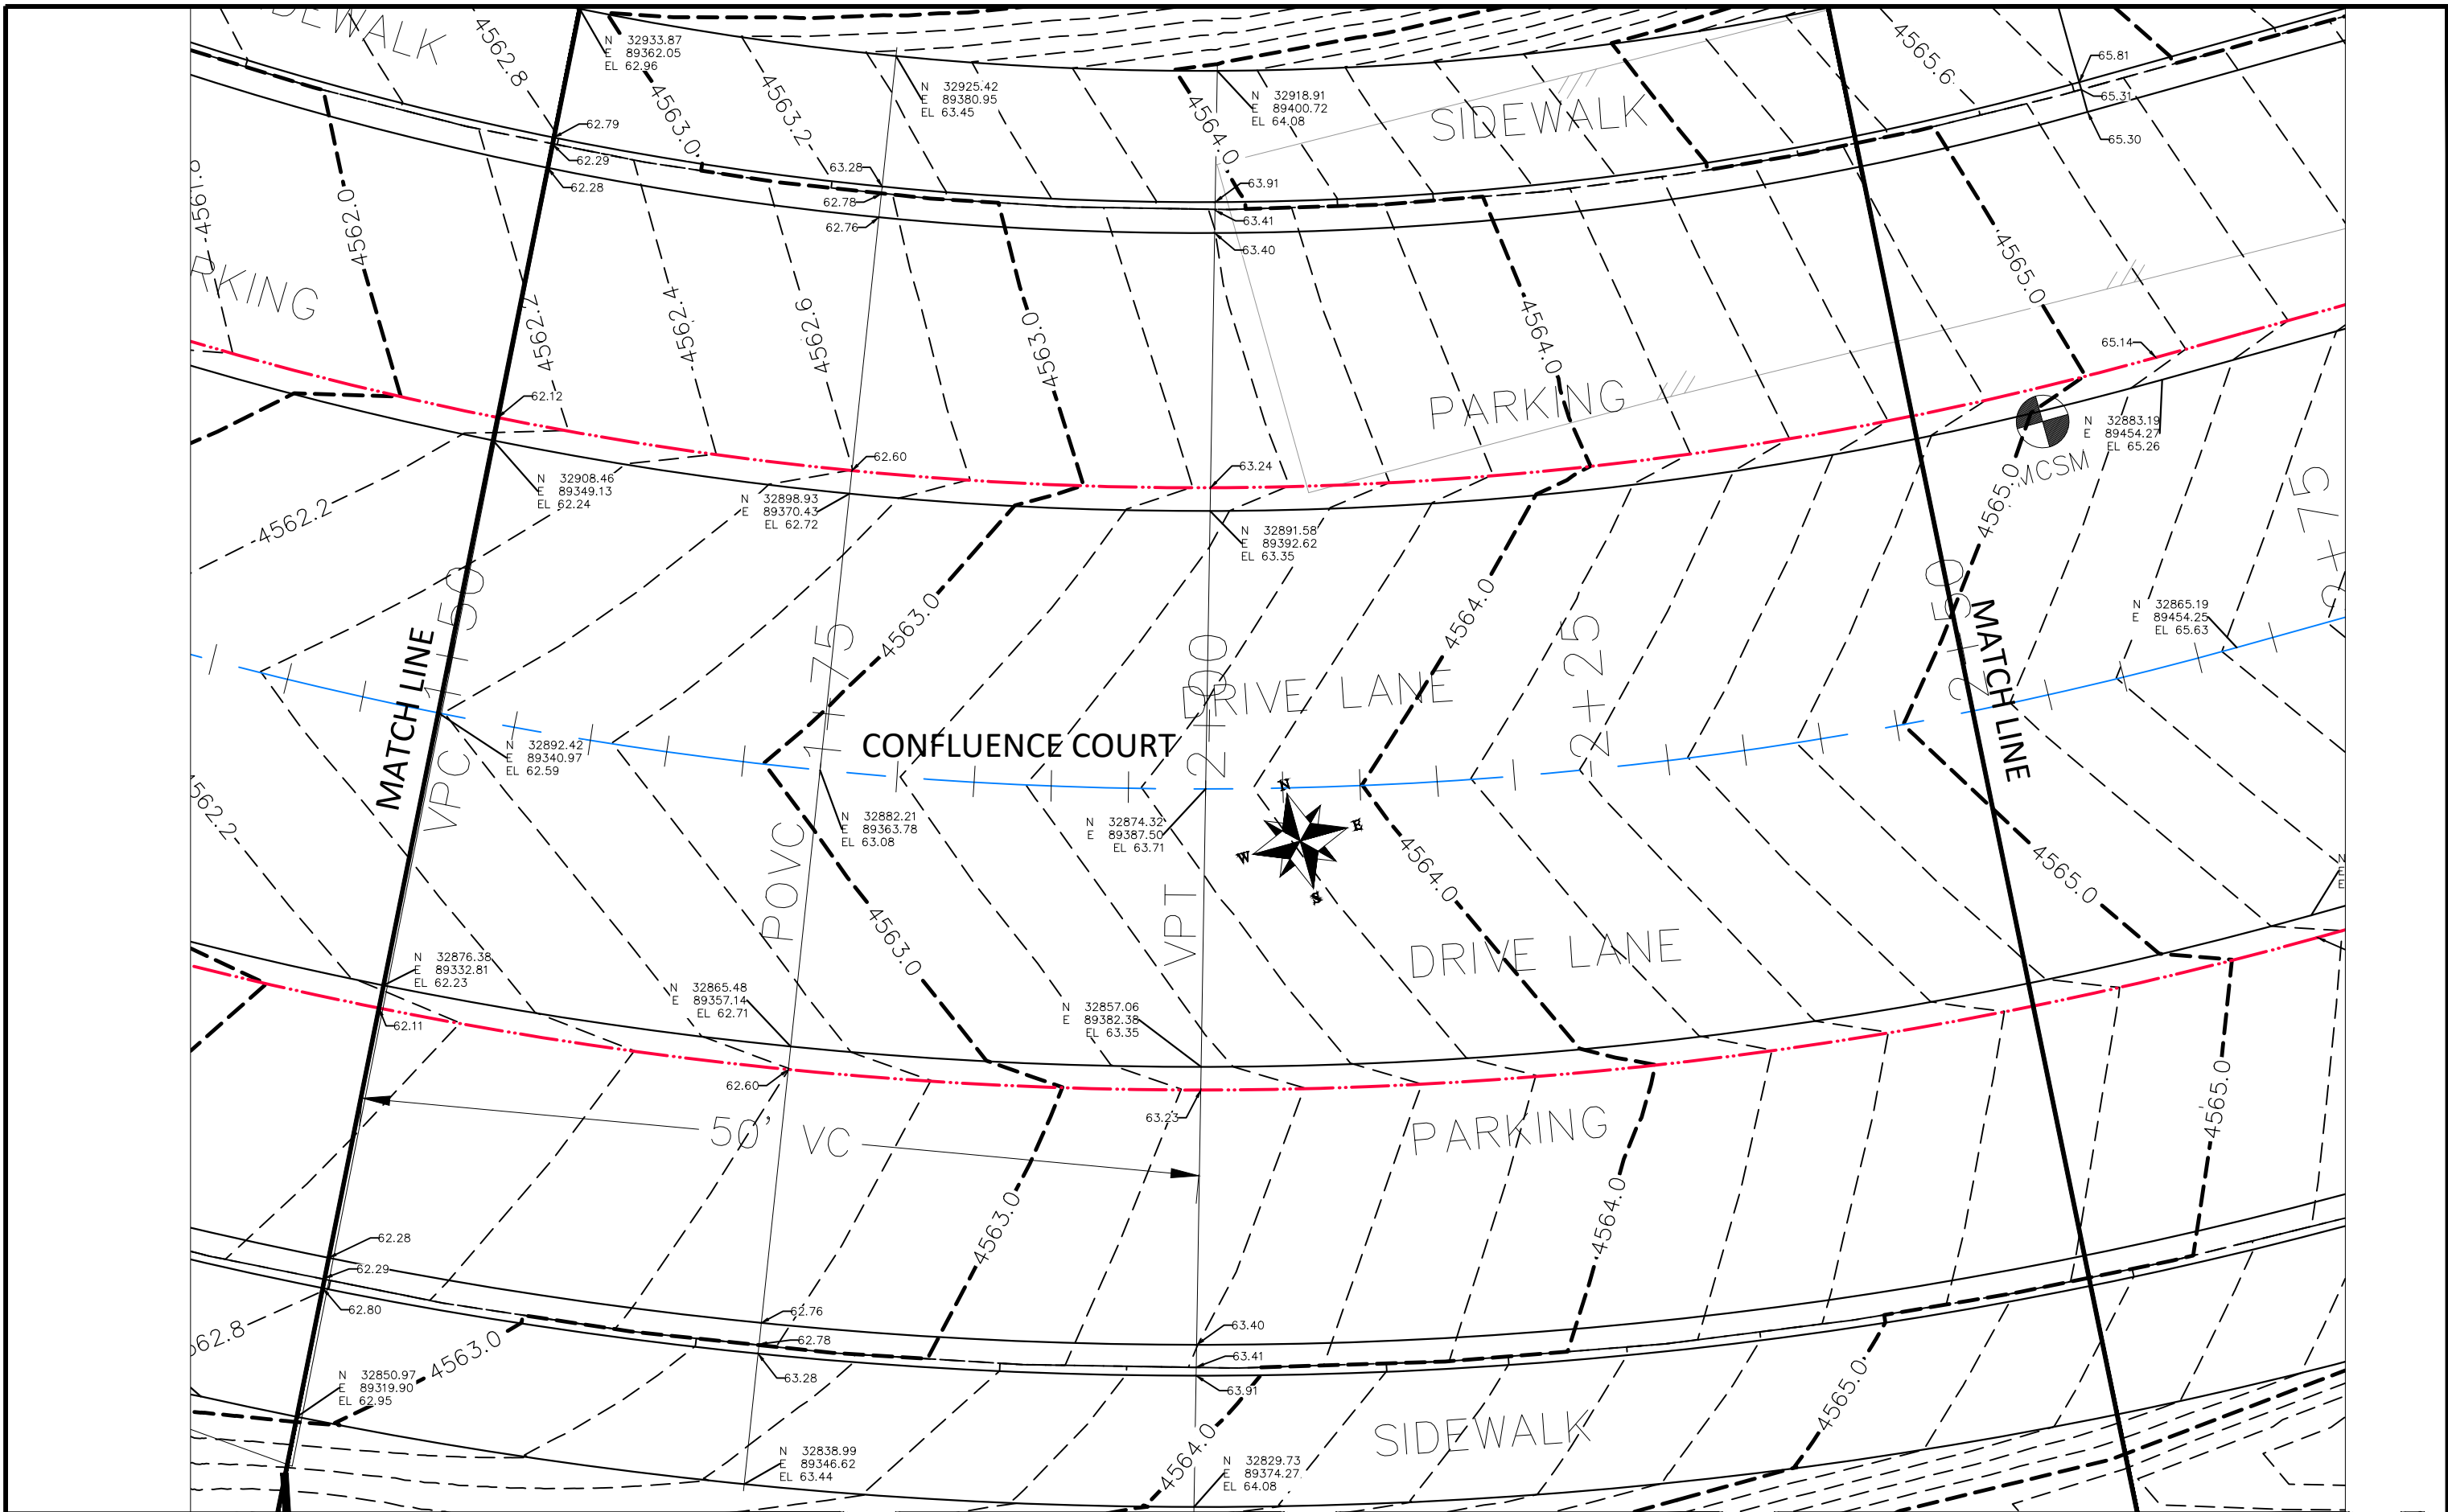 SIDEWALK
4562.8
N 32933.87
E 89362.05
EL 62.96
4563.0
4563.2
N 32925.42
E 89380.95
EL 63.45
4564.0
N 32918.91
E 89400.72
EL 64.08
SIDEWALK
4565.6
65.81
65.31
65.30
62.79
62.29
62.28
63.28
62.78
62.76
63.91
63.41
63.40
4562.0
RKING
4562.2
4562.4
4562.6
4563.0
4564.0
4565.0
65.14
PARKING
62.12
62.60
63.24
N 32883.19
E 89454.27
EL 65.26
MCSM
N 32908.46
E 89349.13
EL 62.24
N 32898.93
E 89370.43
EL 62.72
N 32891.58
E 89392.62
EL 63.35
4562.2
4563.0
4564.0
4565.0
2+75
MATCH LINE
VPC 1+50
POVC 1+75
VPT 2+00
2+25
2+50
MATCH LINE
N 32865.19
E 89454.25
EL 65.63
DRIVE LANE
CONFLUENCE COURT
N 32892.42
E 89340.97
EL 62.59
N 32882.21
E 89363.78
EL 63.08
N 32874.32
E 89387.50
EL 63.71
N
E
W
S
4562.2
4563.0
4564.0
4565.0
N
E
E
DRIVE LANE
N 32876.38
E 89332.81
EL 62.23
N 32865.48
E 89357.14
EL 62.71
N 32857.06
E 89382.38
EL 63.35
62.11
62.60
63.23
50' VC
PARKING
4563.0
4564.0
4565.0
62.28
62.29
62.80
62.76
62.78
63.28
63.40
63.41
63.91
562.8
4563.0
4564.0
4565.0
N 32850.97
E 89319.90
EL 62.95
N 32838.99
E 89346.62
EL 63.44
N 32829.73
E 89374.27
EL 64.08
SIDEWALK